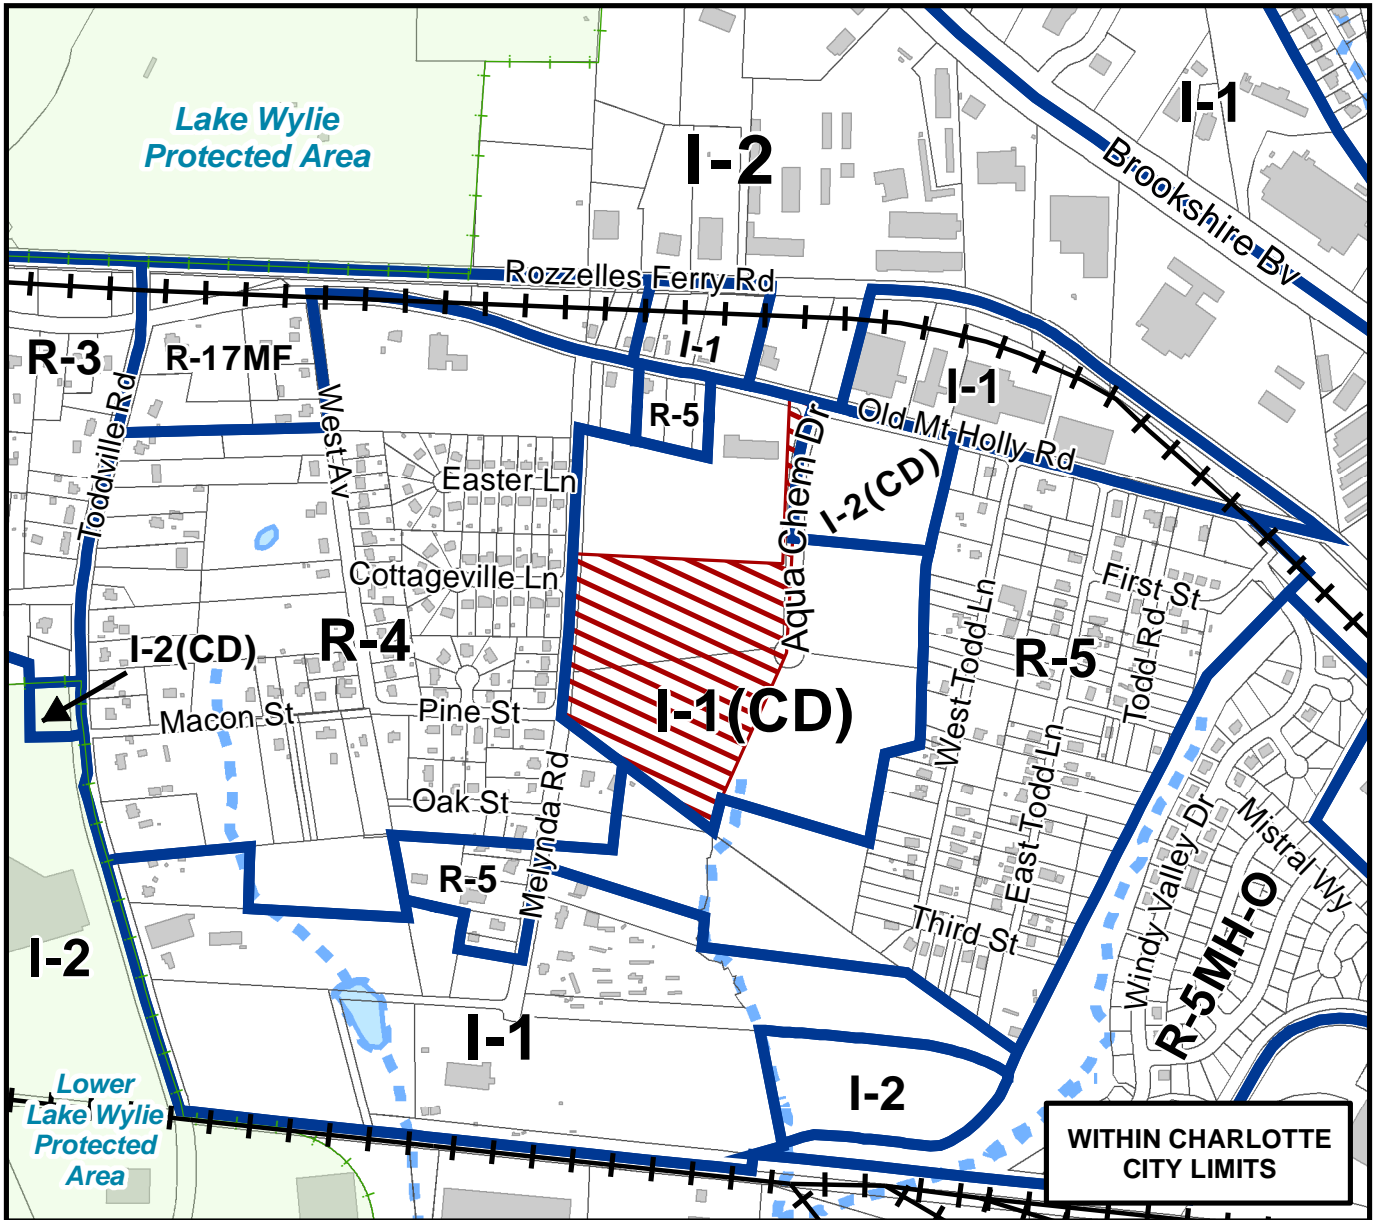 I-1
Lake Wylie
Protected Area
I-2
Brookshire Bv
Rozzelles Ferry Rd
R-3
R-17MF
I-1
I-1
Toddville Rd
West Av
R-5
Aqua Chem Dr
Old Mt Holly Rd
Easter Ln
I-2(CD)
Cottageville Ln
First St
R-4
I-2(CD)
West Todd Ln
R-5
Todd Rd
Macon St
Pine St
I-1(CD)
Melynda Rd
East Todd Ln
Oak St
Windy Valley Dr
Mistral Wy
R-5
Third St
I-2
R-5MH-O
I-1
I-2
Lower
Lake Wylie
Protected
Area
WITHIN CHARLOTTE
CITY LIMITS